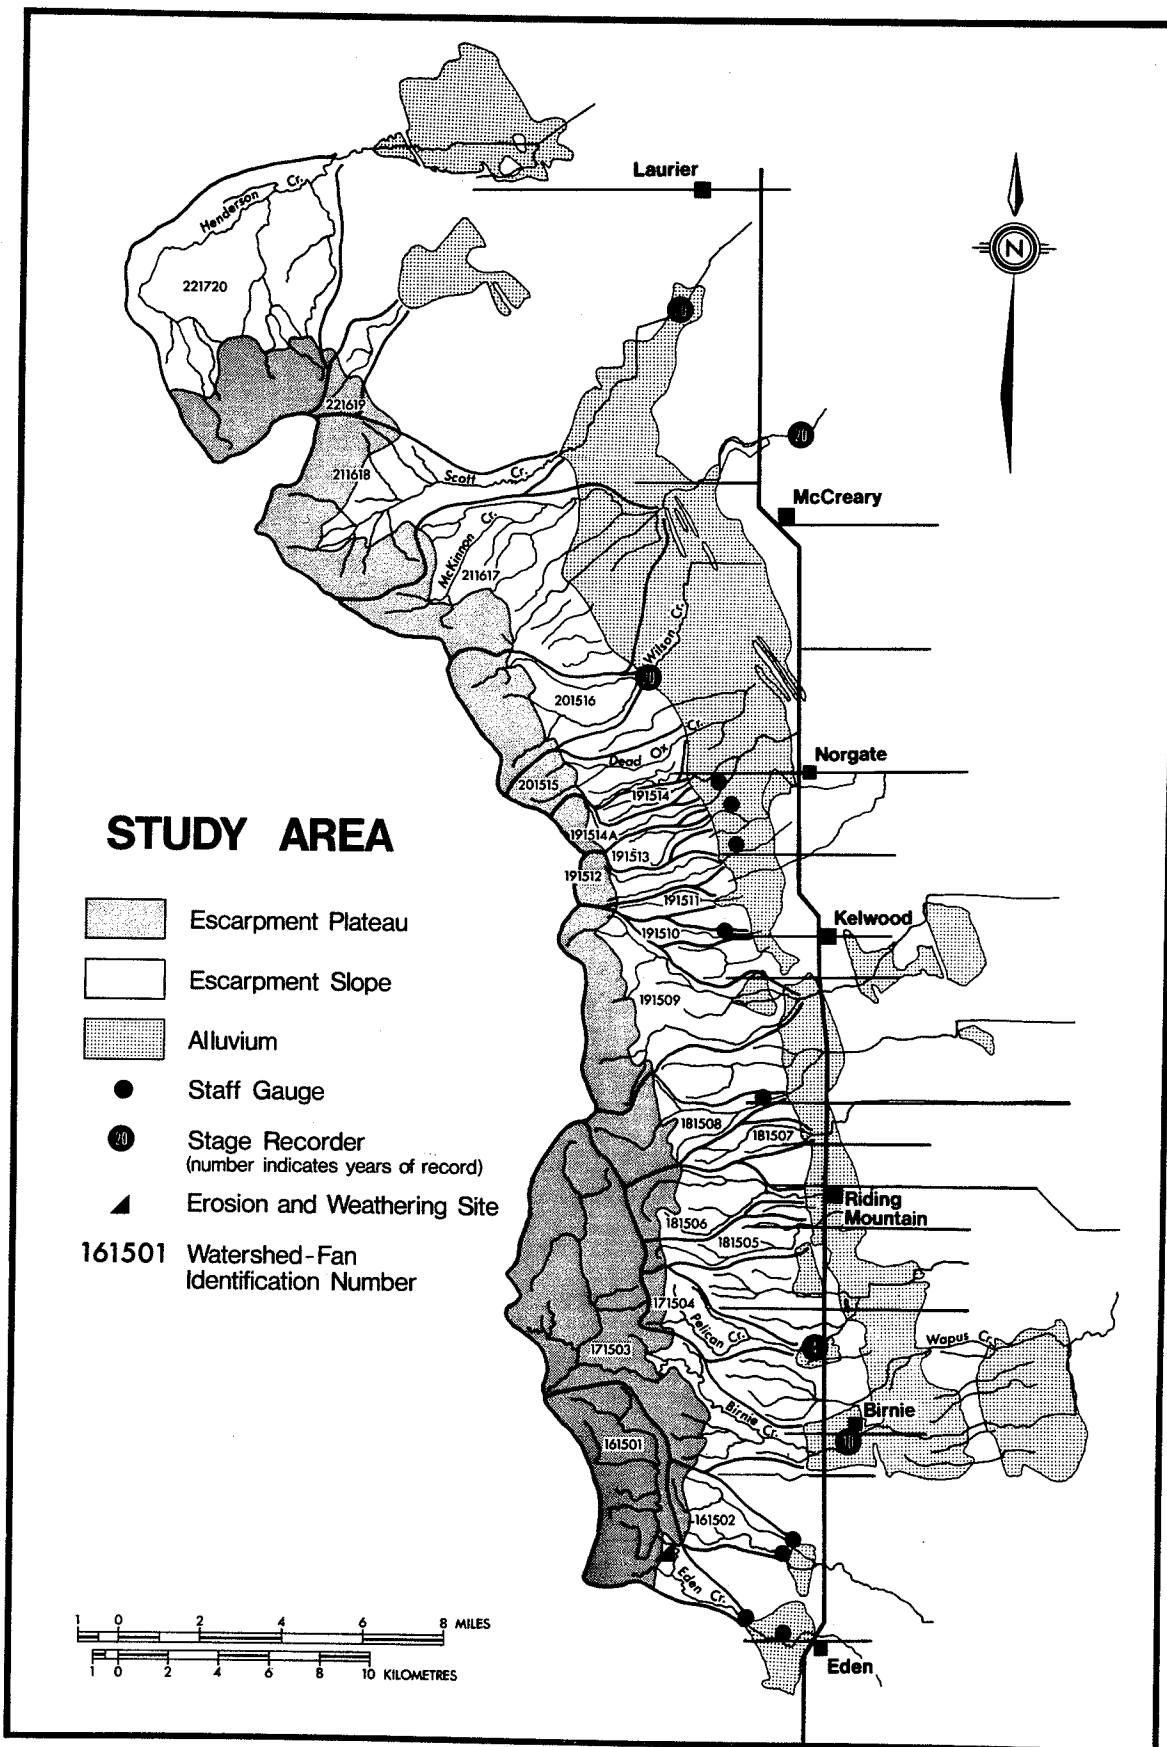 Laurier
Henderson Cr.
N
221720
221619
20
211618
Scott Cr.
McCreary
McKinnon Cr.
211617
Wilson Cr.
201516
Dead Ox Cr.
Norgate
201515
191514
STUDY AREA
191514A
191513
191512
191511
Escarpment Plateau
Kelwood
191510
Escarpment Slope
191509
Alluvium
Staff Gauge
181508
20
Stage Recorder
(number indicates years of record)
181507
Erosion and Weathering Site
Riding
Mountain
181506
161501
Watershed-Fan
Identification Number
181505
171504
Pelican Cr.
Wapus Cr.
171503
Birnie
Birnie Cr.
10
161501
161502
Eden Cr.
1 0 2 4 6 8 MILES
1 0 2 4 6 8 10 KILOMETRES
Eden